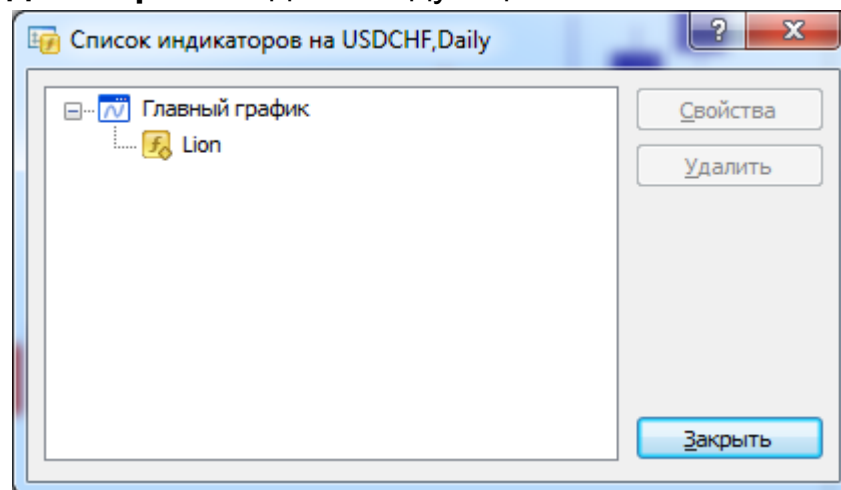 Список индикаторов на USDCHF,Daily
?
X
Главный график
Свойства
Lion
Удалить
Закрыть